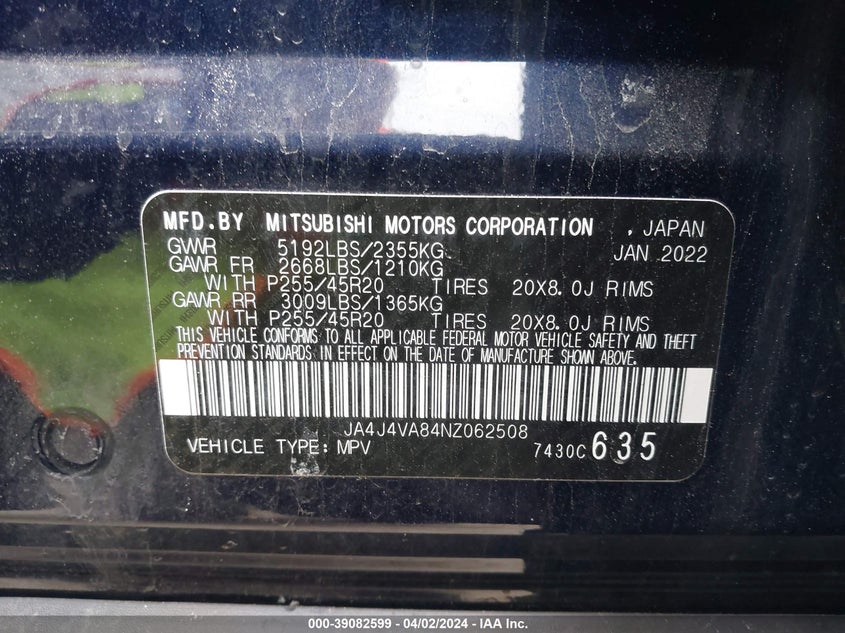 MFD.BY MITSUBISHI MOTORS CORPORATION , JAPAN
GVWR 5192LBS/2355KG JAN 2022
GAWR FR 2668LBS/1210KG
WITH P255/45R20 TIRES 20X8.0J RIMS
GAWR RR 3009LBS/1365KG
WITH P255/45R20 TIRES 20X8.0J RIMS
THIS VEHICLE CONFORMS TO ALL APPLICABLE FEDERAL MOTOR VEHICLE SAFETY AND THEFT
PREVENTION STANDARDS IN EFFECT ON THE DATE OF MANUFACTURE SHOWN ABOVE.
JA4J4VA84NZ062508
VEHICLE TYPE: MPV 7430C 635
000-39082599 - 04/02/2024 - IAA Inc.